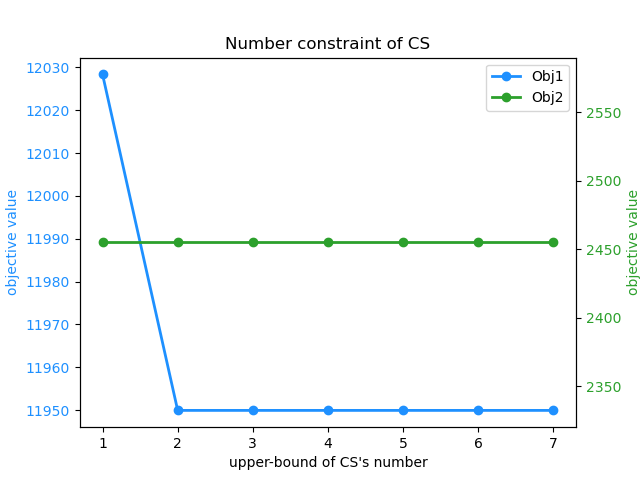 Number constraint of CS
Obj1
Obj2
12030
12020
12010
12000
11990
11980
11970
11960
11950
objective value
2550
2500
2450
2400
2350
objective value
1 2 3 4 5 6 7
upper-bound of CS's number